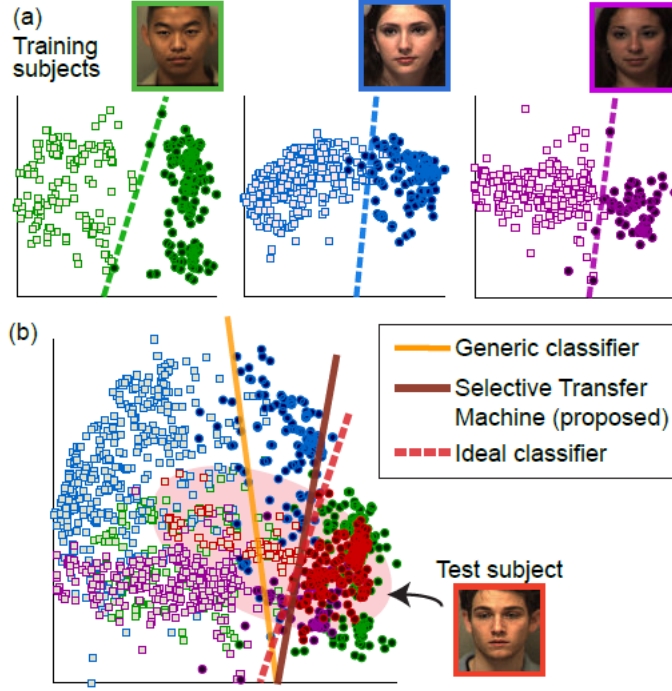 (a)
Training
subjects
(b)
Generic classifier
Selective Transfer
Machine (proposed)
Ideal classifier
Test subject